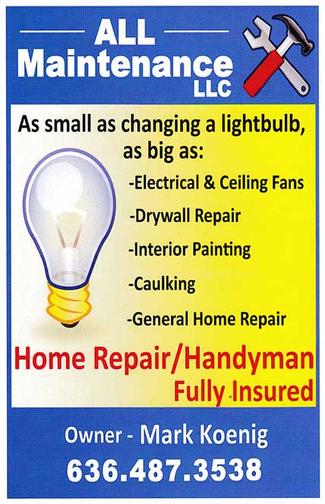 ALL
Maintenance
LLC
As small as changing a lightbulb,
as big as:
-Electrical & Ceiling Fans
-Drywall Repair
-Interior Painting
-Caulking
-General Home Repair
Home Repair/Handyman
Fully Insured
Owner - Mark Koenig
636.487.3538